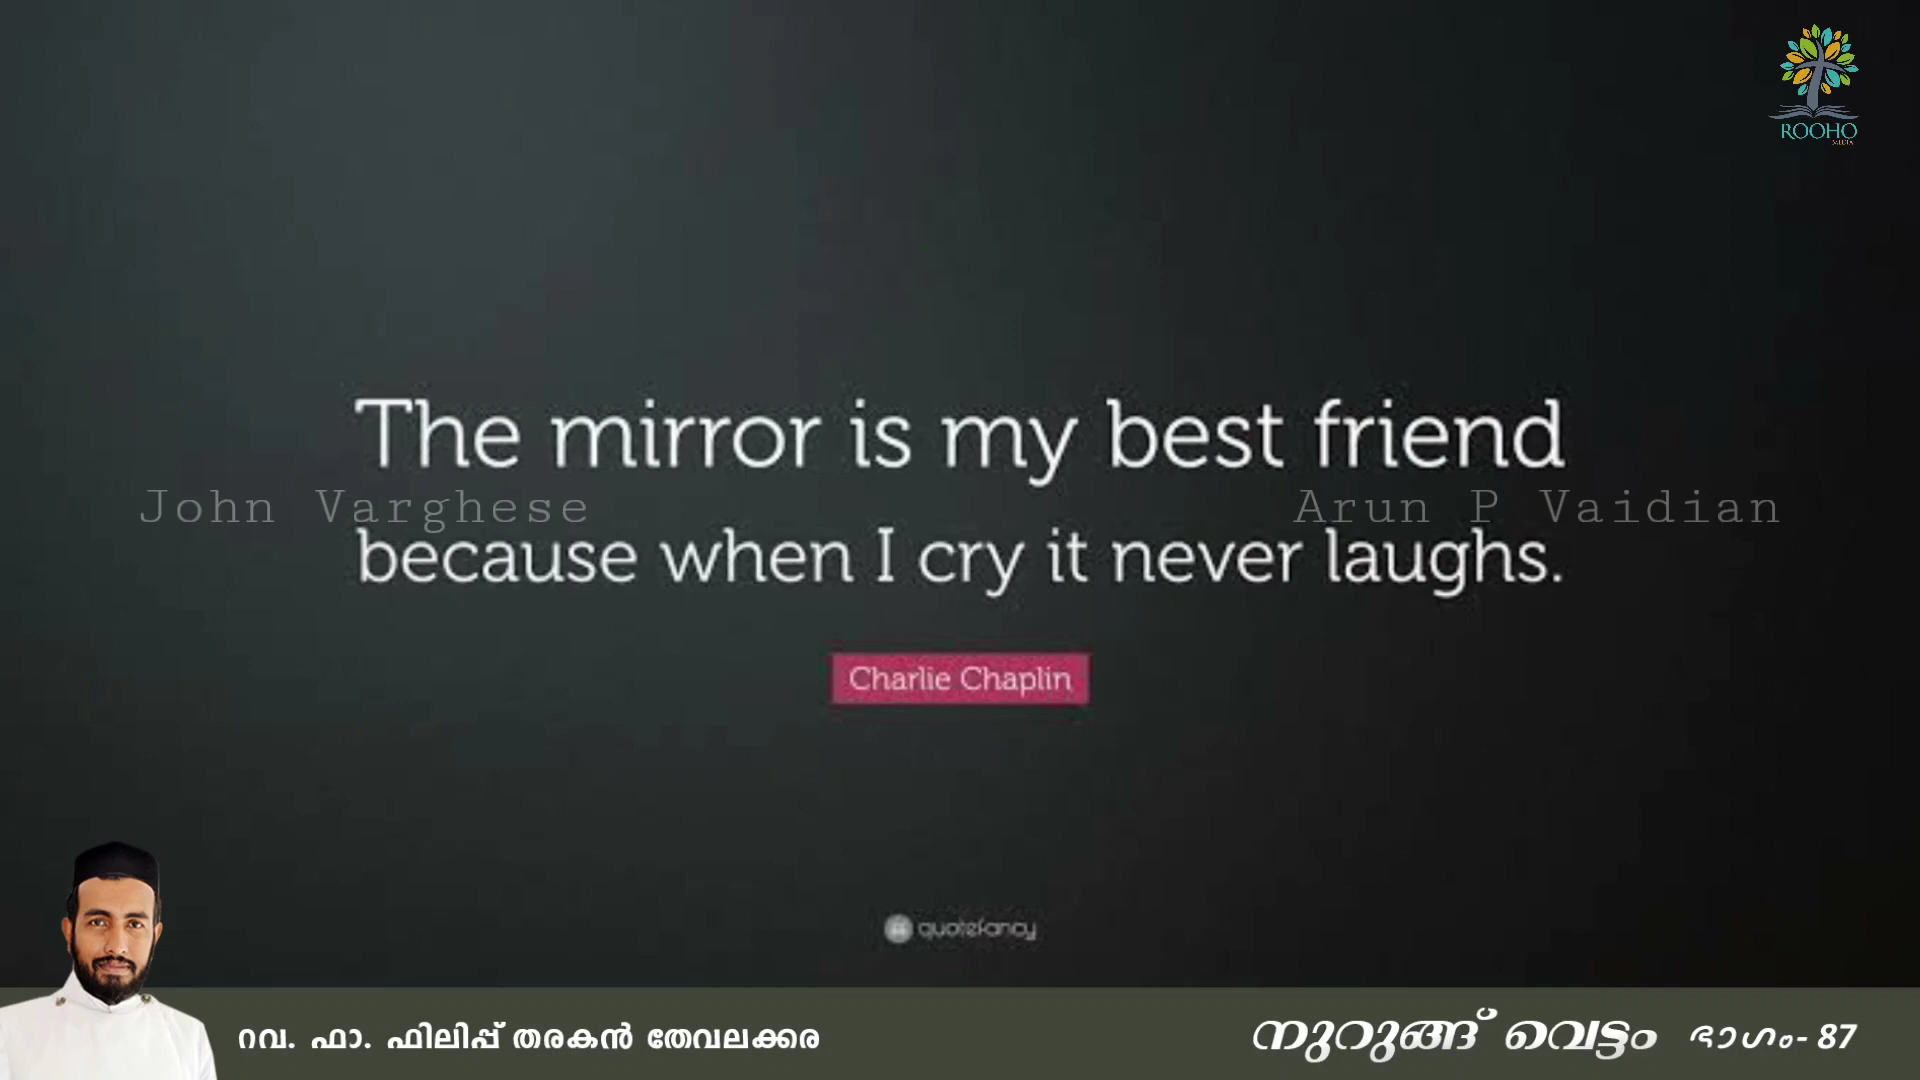 ROOHO
MEDIA
The mirror is my best friend
John Varghese
Arun P Vaidian
because when I cry it never laughs.
Charlie Chaplin
quotefancy
റവ. ഫാ. ഫിലിപ്പ് തരകൻ തേവലക്കര
നുറുങ്ങ് വെട്ടം ഭാഗം- 87